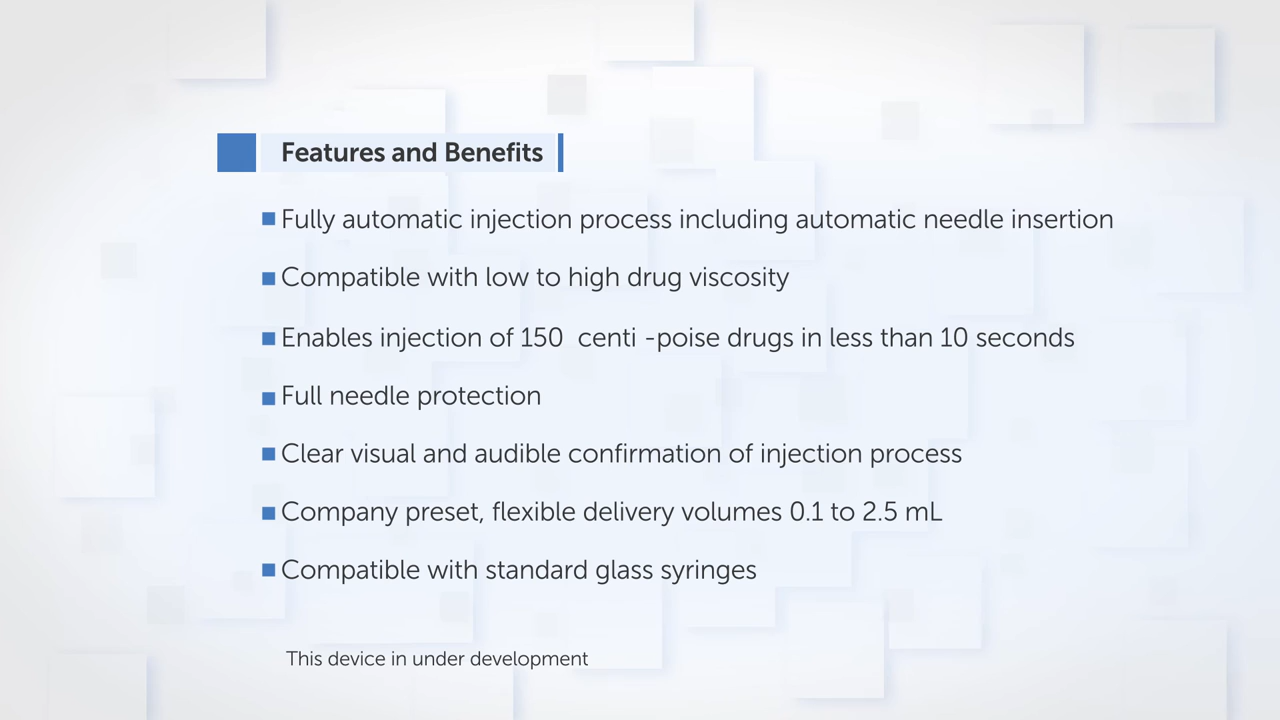 Features and Benefits
Fully automatic injection process including automatic needle insertion
Compatible with low to high drug viscosity
Enables injection of 150  centi -poise drugs in less than 10 seconds
Full needle protection
Clear visual and audible confirmation of injection process
Company preset, flexible delivery volumes 0.1 to 2.5 mL
Compatible with standard glass syringes
This device in under development